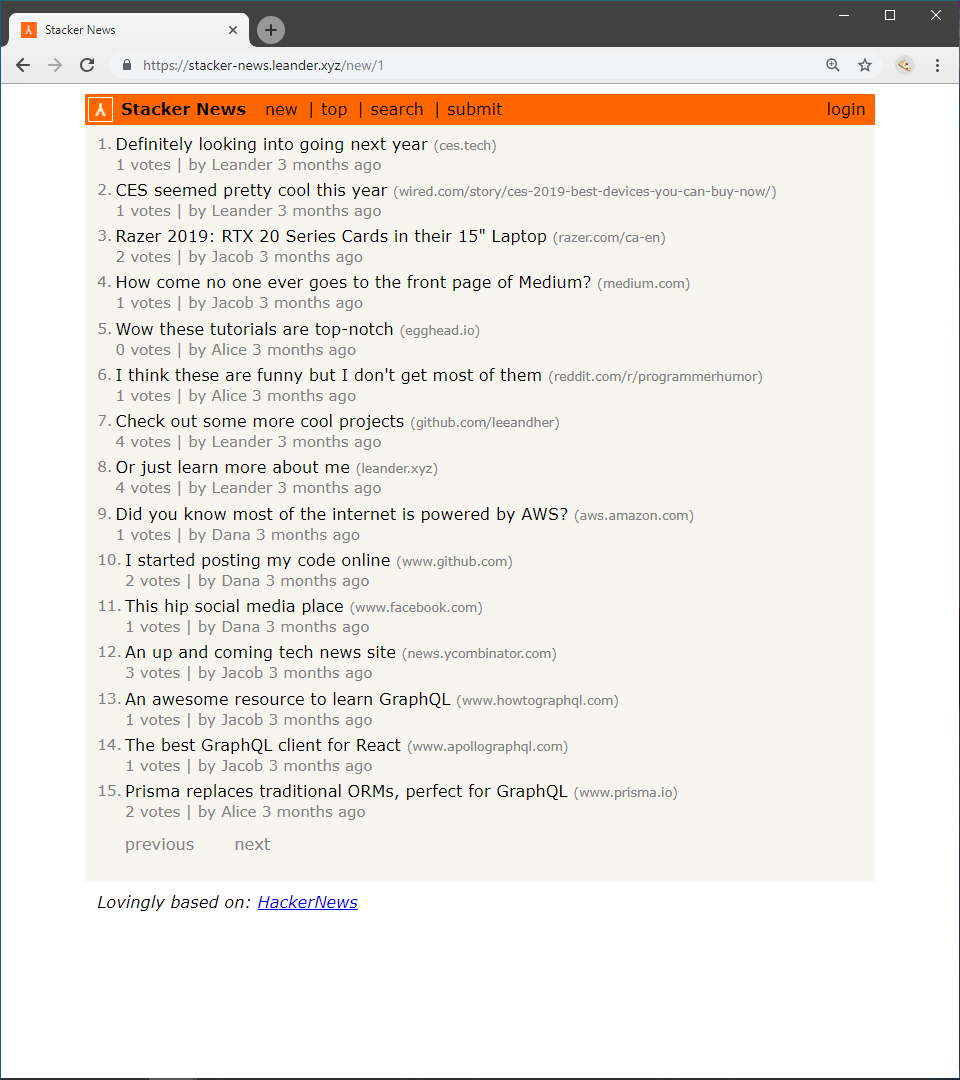 Stacker News
https://stacker-news.leander.xyz/new/1
Stacker News new | top | search | submit login
1. Definitely looking into going next year (ces.tech)
1 votes | by Leander 3 months ago
2. CES seemed pretty cool this year (wired.com/story/ces-2019-best-devices-you-can-buy-now/)
1 votes | by Leander 3 months ago
3. Razer 2019: RTX 20 Series Cards in their 15" Laptop (razer.com/ca-en)
2 votes | by Jacob 3 months ago
4. How come no one ever goes to the front page of Medium? (medium.com)
1 votes | by Jacob 3 months ago
5. Wow these tutorials are top-notch (egghead.io)
0 votes | by Alice 3 months ago
6. I think these are funny but I don't get most of them (reddit.com/r/programmerhumor)
1 votes | by Alice 3 months ago
7. Check out some more cool projects (github.com/leeandher)
4 votes | by Leander 3 months ago
8. Or just learn more about me (leander.xyz)
4 votes | by Leander 3 months ago
9. Did you know most of the internet is powered by AWS? (aws.amazon.com)
1 votes | by Dana 3 months ago
10. I started posting my code online (www.github.com)
2 votes | by Dana 3 months ago
11. This hip social media place (www.facebook.com)
1 votes | by Dana 3 months ago
12. An up and coming tech news site (news.ycombinator.com)
3 votes | by Jacob 3 months ago
13. An awesome resource to learn GraphQL (www.howtographql.com)
1 votes | by Jacob 3 months ago
14. The best GraphQL client for React (www.apollographql.com)
1 votes | by Jacob 3 months ago
15. Prisma replaces traditional ORMs, perfect for GraphQL (www.prisma.io)
2 votes | by Alice 3 months ago
previous next
Lovingly based on: HackerNews